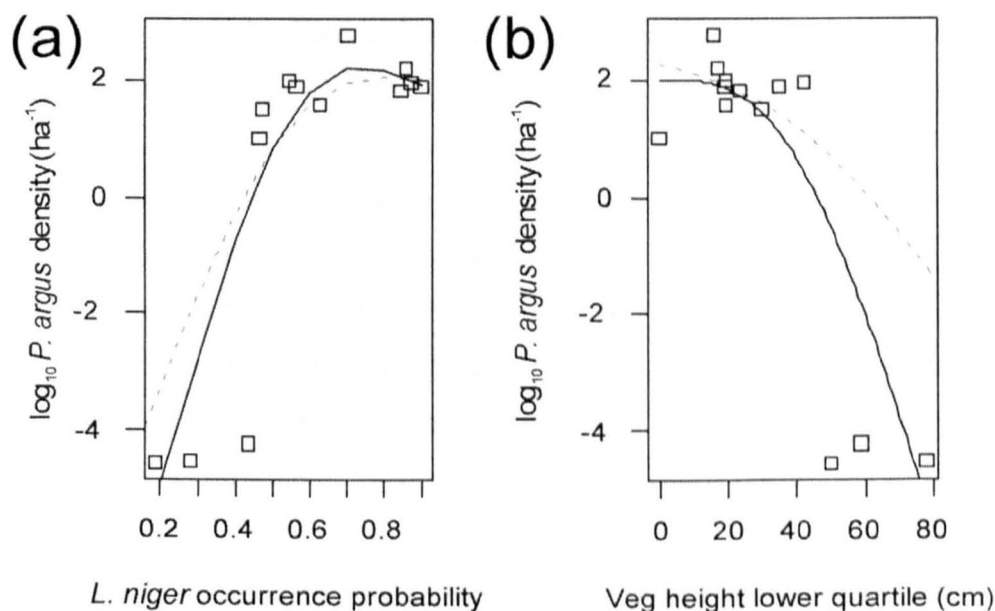 (a)
log₁₀ P. argus density (ha⁻¹)
2
0
-2
-4
0.2 0.4 0.6 0.8
L. niger occurrence probability
(b)
log₁₀ P. argus density (ha⁻¹)
2
0
-2
-4
0 20 40 60 80
Veg height lower quartile (cm)